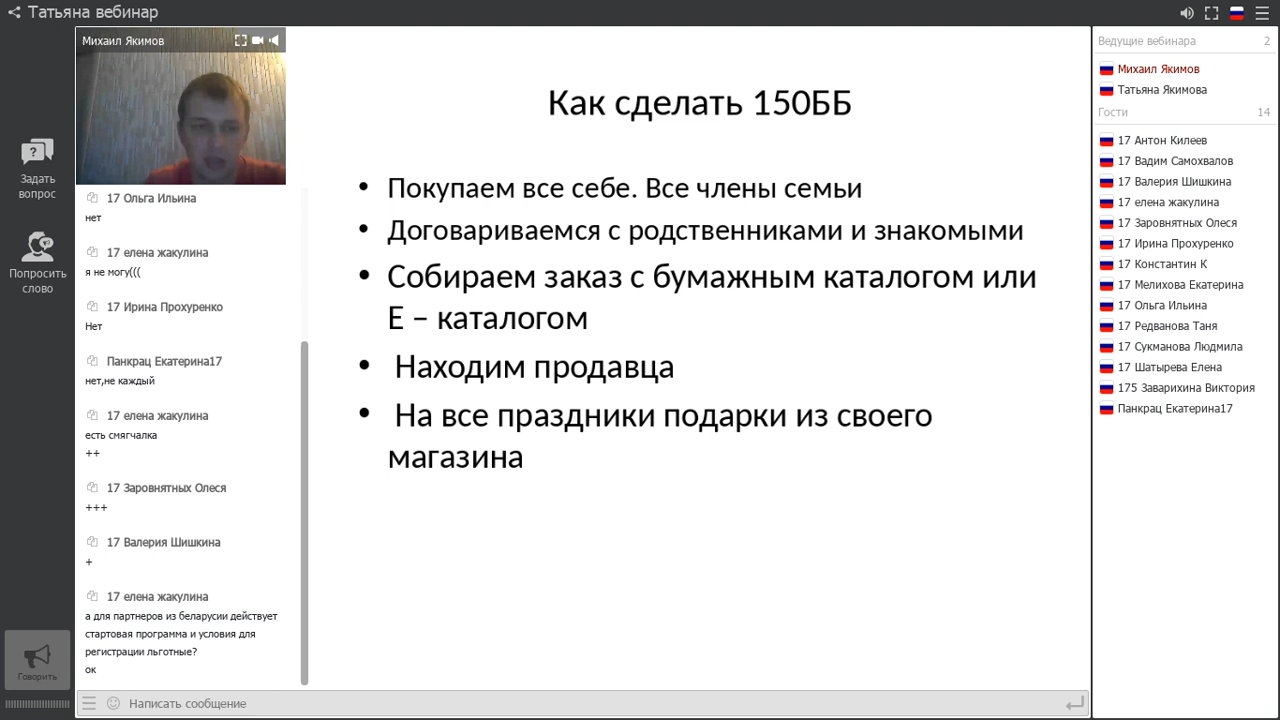 Татьяна вебинар
Михаил Якимов
Задать
вопрос
Попросить
слово
Говорить
17 Ольга Ильина
нет
17 елена жакулина
я не могу(((
17 Ирина Прохуренко
Нет
Панкрац Екатерина17
нет,не каждый
17 елена жакулина
есть смягчалка
++
17 Заровнятных Олеся
+++
17 Валерия Шишкина
+
17 елена жакулина
а для партнеров из беларусии действует
стартовая программа и условия для
регистрации льготные?
ок
Написать сообщение
Как сделать 150ББ
• Покупаем все себе. Все члены семьи
• Договариваемся с родственниками и знакомыми
• Собираем заказ с бумажным каталогом или
Е – каталогом
• Находим продавца
• На все праздники подарки из своего
магазина
Ведущие вебинара 2
Михаил Якимов
Татьяна Якимова
Гости 14
17 Антон Килеев
17 Вадим Самохвалов
17 Валерия Шишкина
17 елена жакулина
17 Заровнятных Олеся
17 Ирина Прохуренко
17 Константин К
17 Мелихова Екатерина
17 Ольга Ильина
17 Редванова Таня
17 Сукманова Людмила
17 Шатырева Елена
175 Заварихина Виктория
Панкрац Екатерина17